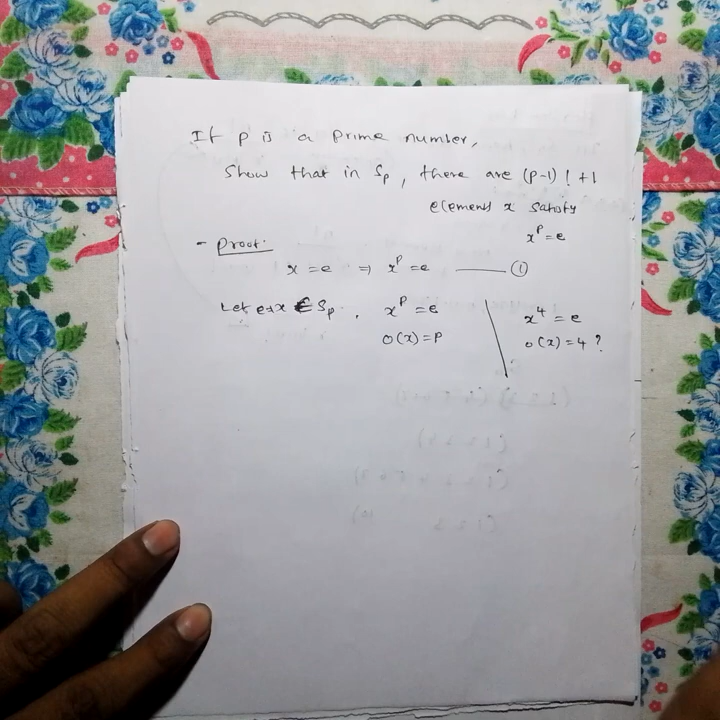 If p is a prime number,
Show that in Sp, there are (p-1)! +1
elements x satisfy
x^p = e
- Proof:
x = e ⇒ x^p = e —— ①
Let e≠x ∈ Sp, x^p = e
O(x) = P
x^4 = e
o(x) = 4 ?